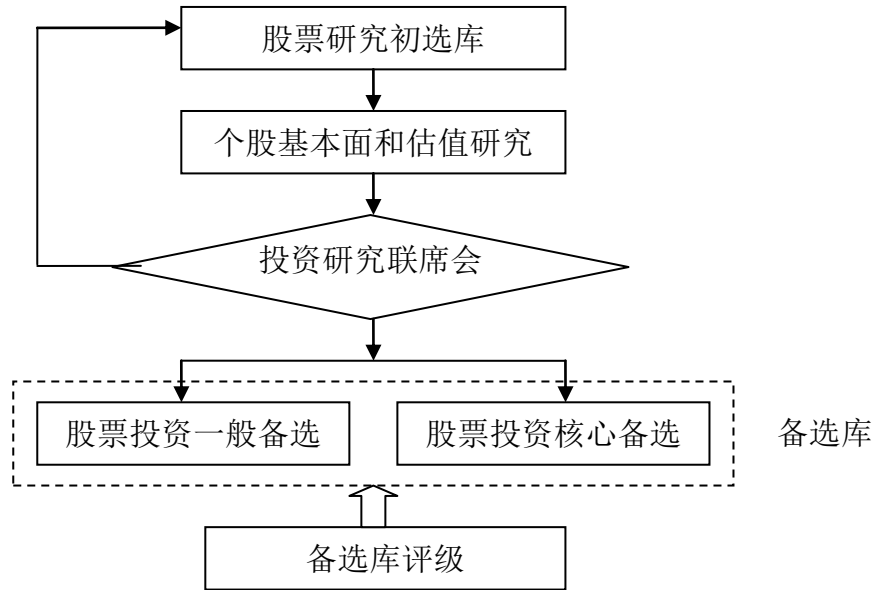 股票研究初选库
个股基本面和估值研究
投资研究联席会
股票投资一般备选
股票投资核心备选
备选库
备选库评级